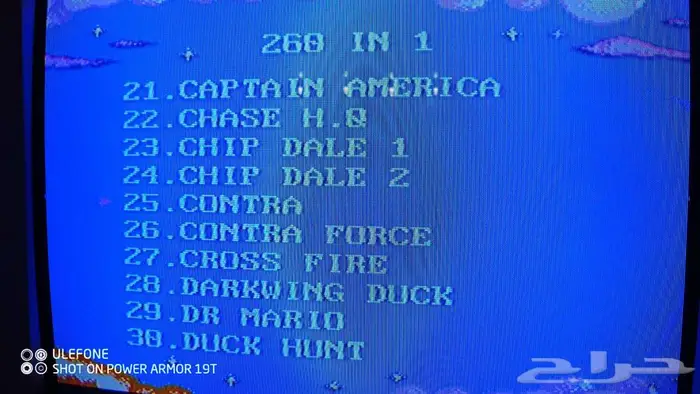 260 IN 1
21.CAPTAIN AMERICA
22.CHASE H.Q
23.CHIP DALE 1
24.CHIP DALE 2
25.CONTRA
26.CONTRA FORCE
27.CROSS FIRE
28.DARKWING DUCK
29.DR MARIO
30.DUCK HUNT
ULEFONE
SHOT ON POWER ARMOR 19T
حراج